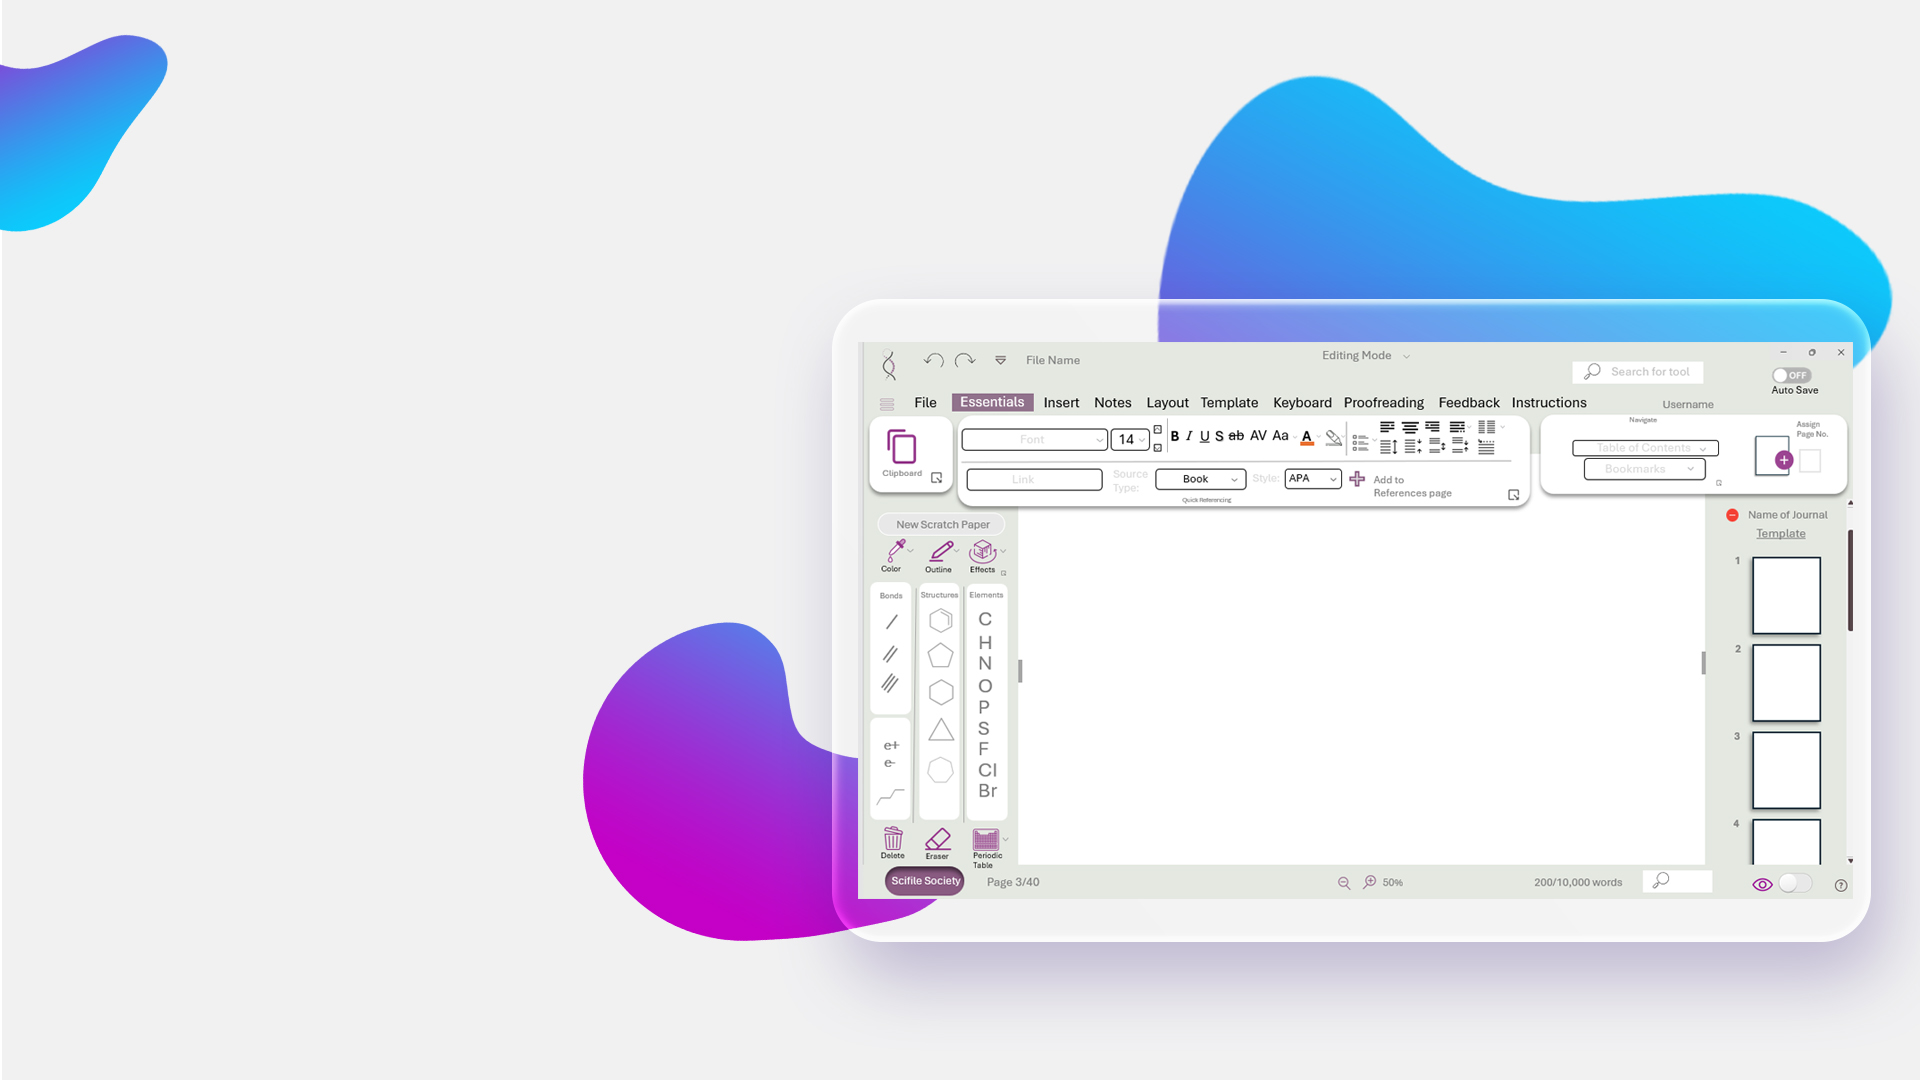 File Name
Editing Mode
Search for tool
OFF
Auto Save
File Essentials Insert Notes Layout Template Keyboard Proofreading Feedback Instructions
Username
Clipboard
Font
14
B I U S ab AV Aa A
Link
Source Type:
Book
Style:
APA
Add to
References page
Quick Referencing
Navigate
Table of Contents
Bookmarks
Assign
Page No.
New Scratch Paper
Color Outline Effects
Bonds Structures Elements
C
H
N
O
P
S
F
Cl
Br
e+
e-
Delete Eraser Periodic
Table
Name of Journal
Template
1
2
3
4
Scifile Society
Page 3/40
50%
200/10,000 words